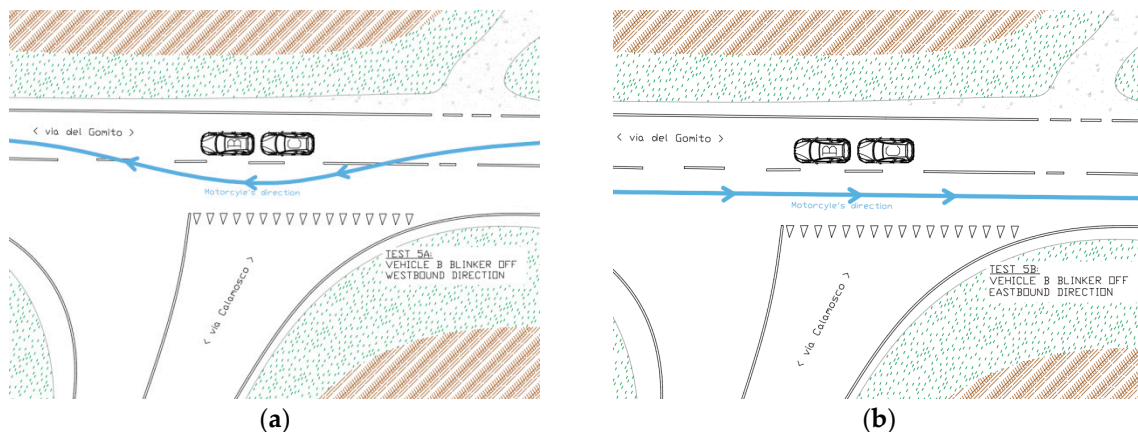 < via del Gomito >
B
C
Motorcyle's direction
TEST 5A:
VEHICLE B BLINKER OFF
WESTBOUND DIRECTION
< via Calamosco >
(a)
< via del Gomito >
B
C
Motorcyle's direction
TEST 5B:
VEHICLE B BLINKER OFF
EASTBOUND DIRECTION
< via Calamosco >
(b)